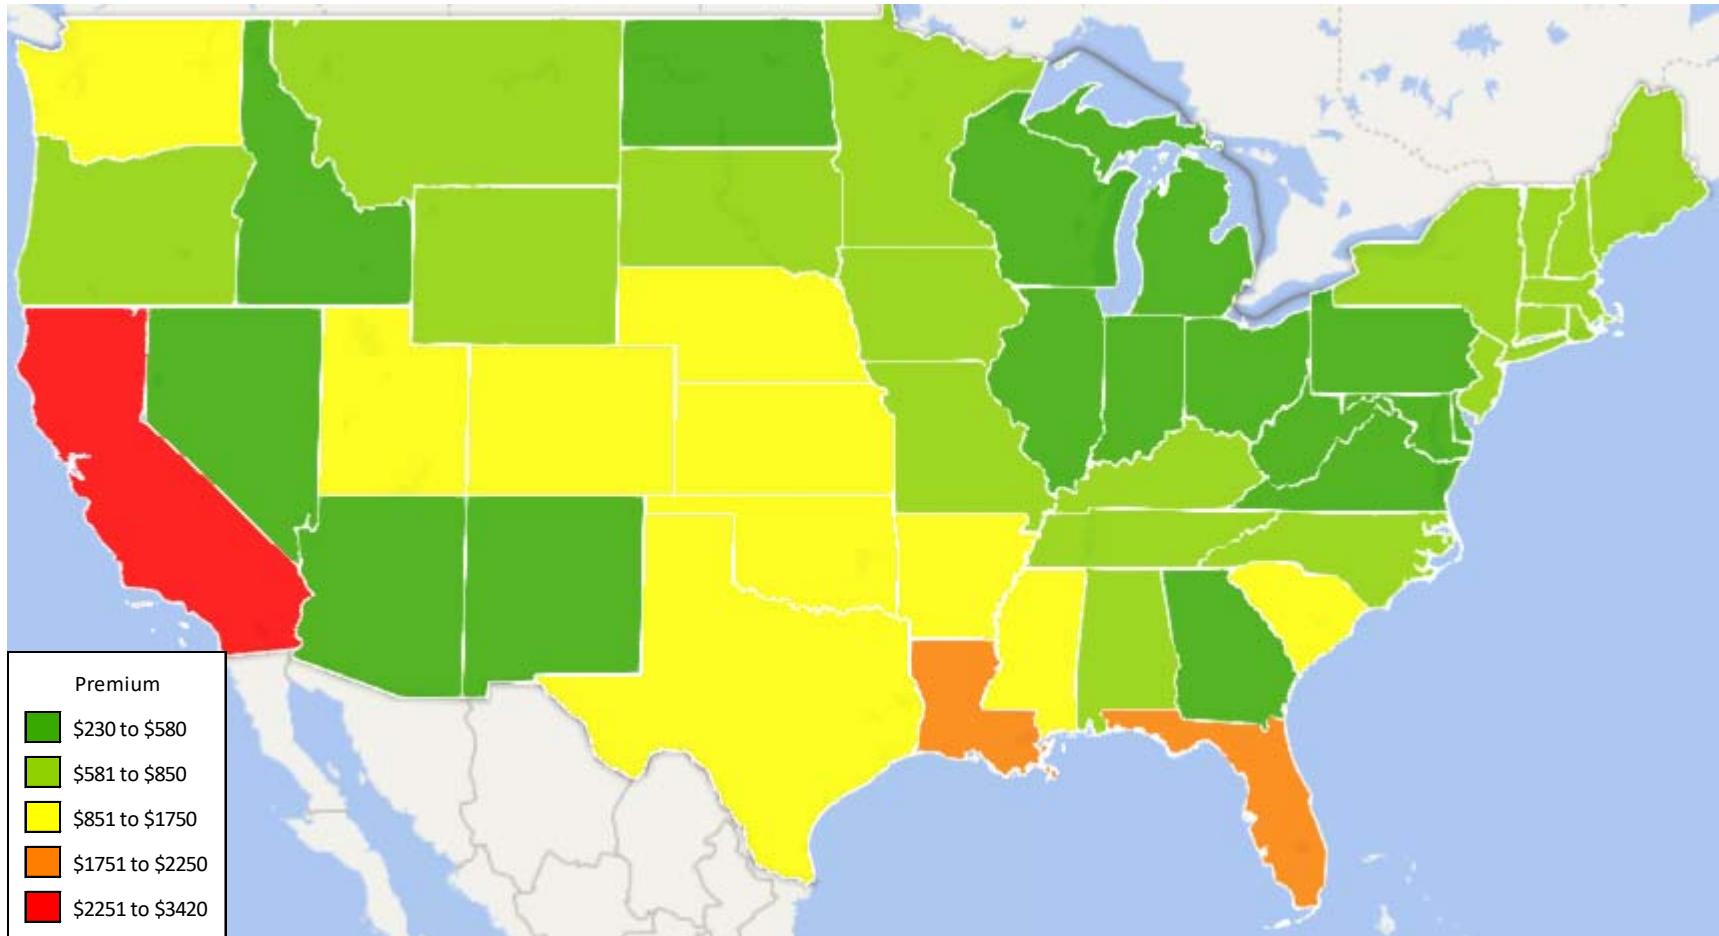 Premium
$230 to $580
$581 to $850
$851 to $1750
$1751 to $2250
$2251 to $3420